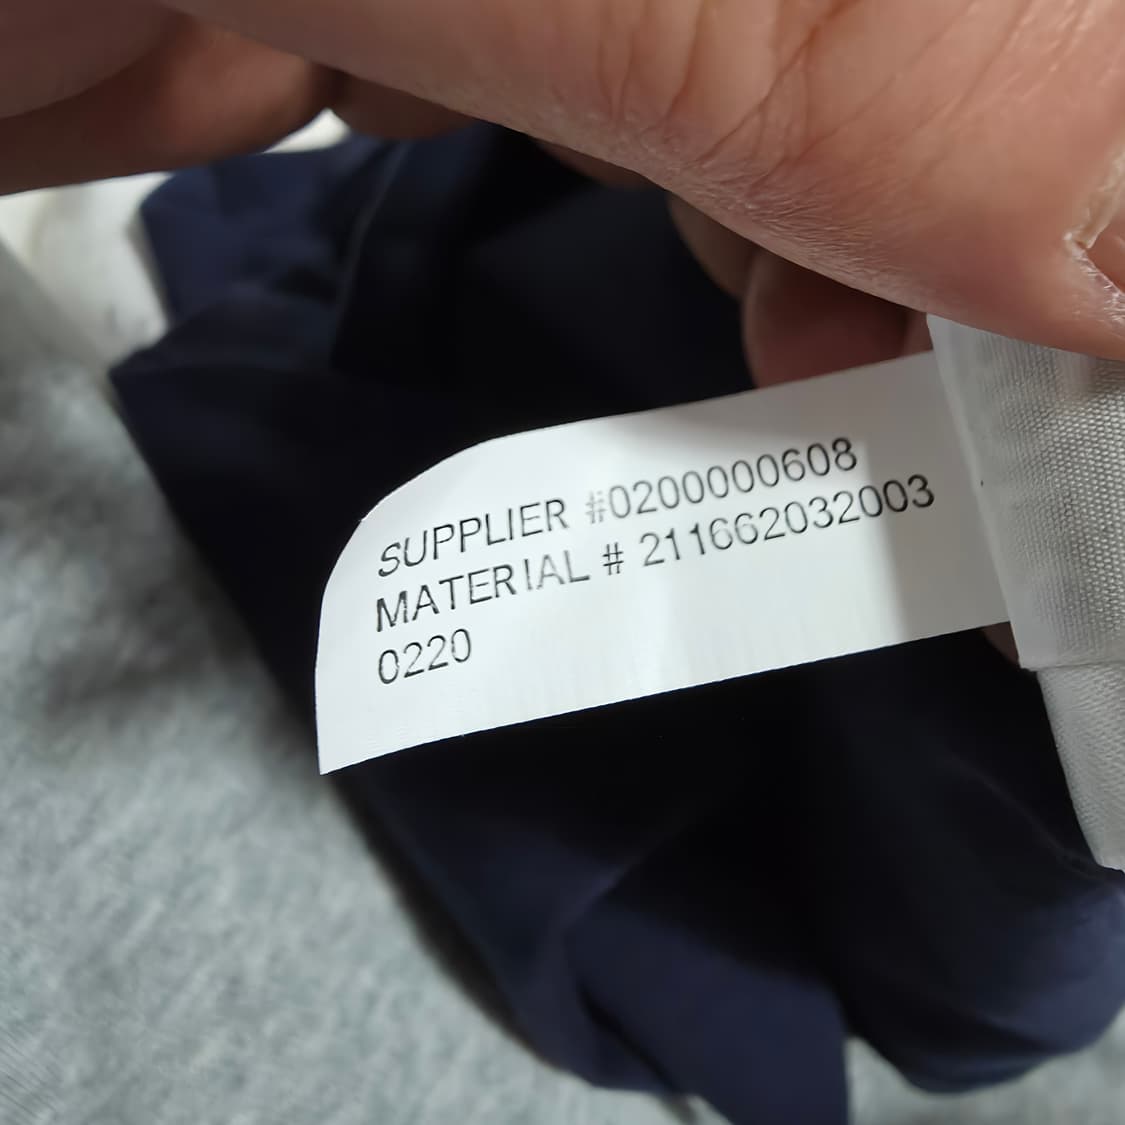 SUPPLIER #0200000608
MATERIAL # 211662032003
0220